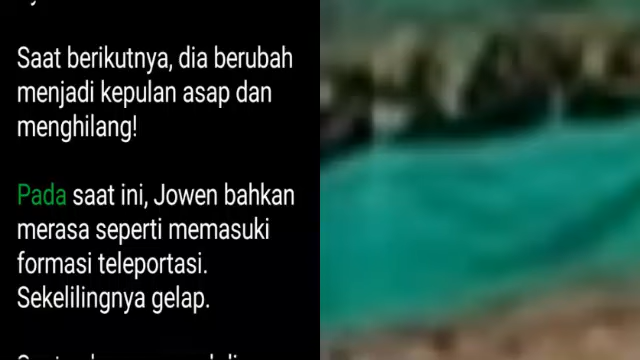 Saat berikutnya, dia berubah
menjadi kepulan asap dan
menghilang!
Pada saat ini, Jowen bahkan
merasa seperti memasuki
formasi teleportasi.
Sekelilingnya gelap.